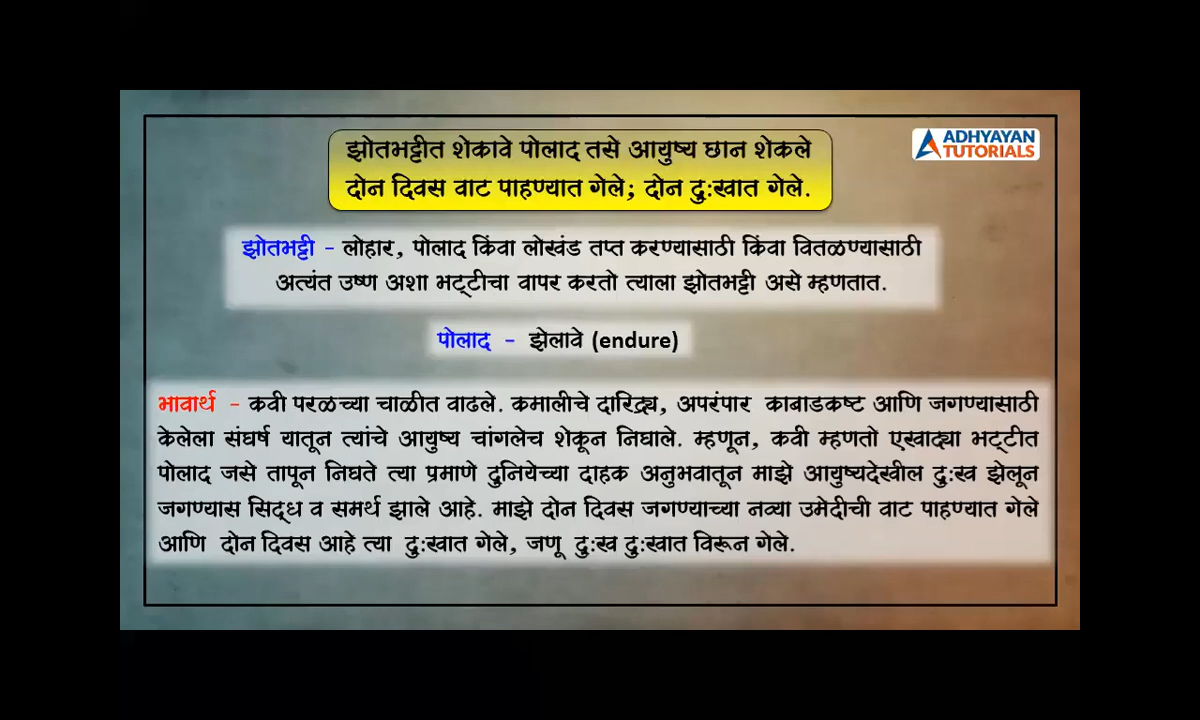 झोतभट्टीत शेकावे पोलाद तसे आयुष्य छान शेकले
दोन दिवस वाट पाहण्यात गेले; दोन दुःखात गेले.
ADHYAYAN
TUTORIALS
झोतभट्टी - लोहार, पोलाद किंवा लोखंड तप्त करण्यासाठी किंवा वितळण्यासाठी
अत्यंत उष्ण अशा भट्टीचा वापर करतो त्याला झोतभट्टी असे म्हणतात.
पोलाद - झेलावे (endure)
भावार्थ - कवी परळच्या चाळीत वाढले. कमालीचे दारिद्र्य, अपरंपार काबाडकष्ट आणि जगण्यासाठी
केलेला संघर्ष यातून त्यांचे आयुष्य चांगलेच शेकून निघाले. म्हणून, कवी म्हणतो एखाद्या भट्टीत
पोलाद जसे तापून निघते त्या प्रमाणे दुनियेच्या दाहक अनुभवातून माझे आयुष्यदेखील दुःख झेलून
जगण्यास सिद्ध व समर्थ झाले आहे. माझे दोन दिवस जगण्याच्या नव्या उमेदीची वाट पाहण्यात गेले
आणि दोन दिवस आहे त्या दुःखात गेले, जणू दुःख दुःखात विरून गेले.